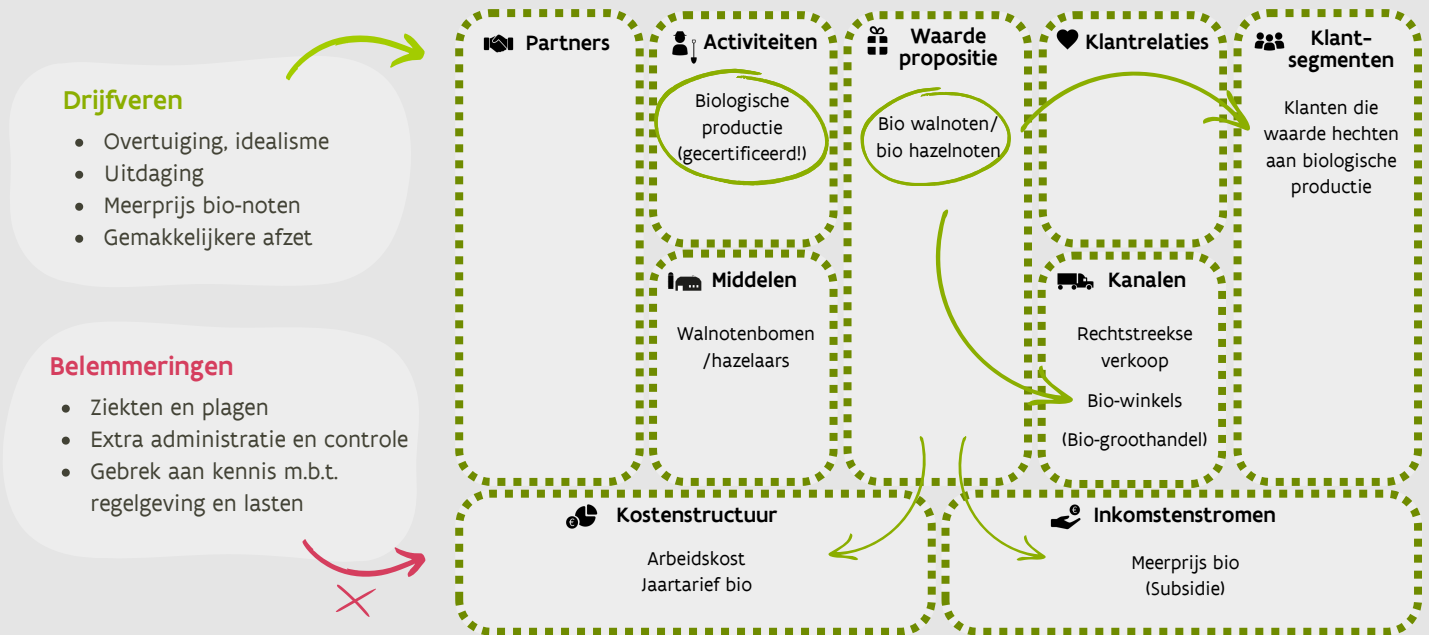 Drijfveren
• Overtuiging, idealisme
• Uitdaging
• Meerprijs bio-noten
• Gemakkelijkere afzet
Belemmeringen
• Ziekten en plagen
• Extra administratie en controle
• Gebrek aan kennis m.b.t.
regelgeving en lasten
Partners
Activiteiten
Biologische
productie
(gecertificeerd!)
Middelen
Walnotenbomen
/hazelaars
Waarde
propositie
Bio walnoten/
bio hazelnoten
Klantrelaties
Kanalen
Rechtstreekse
verkoop
Bio-winkels
(Bio-groothandel)
Klant-
segmenten
Klanten die
waarde hechten
aan biologische
productie
Kostenstructuur
Arbeidskost
Jaartarief bio
Inkomstenstromen
Meerprijs bio
(Subsidie)